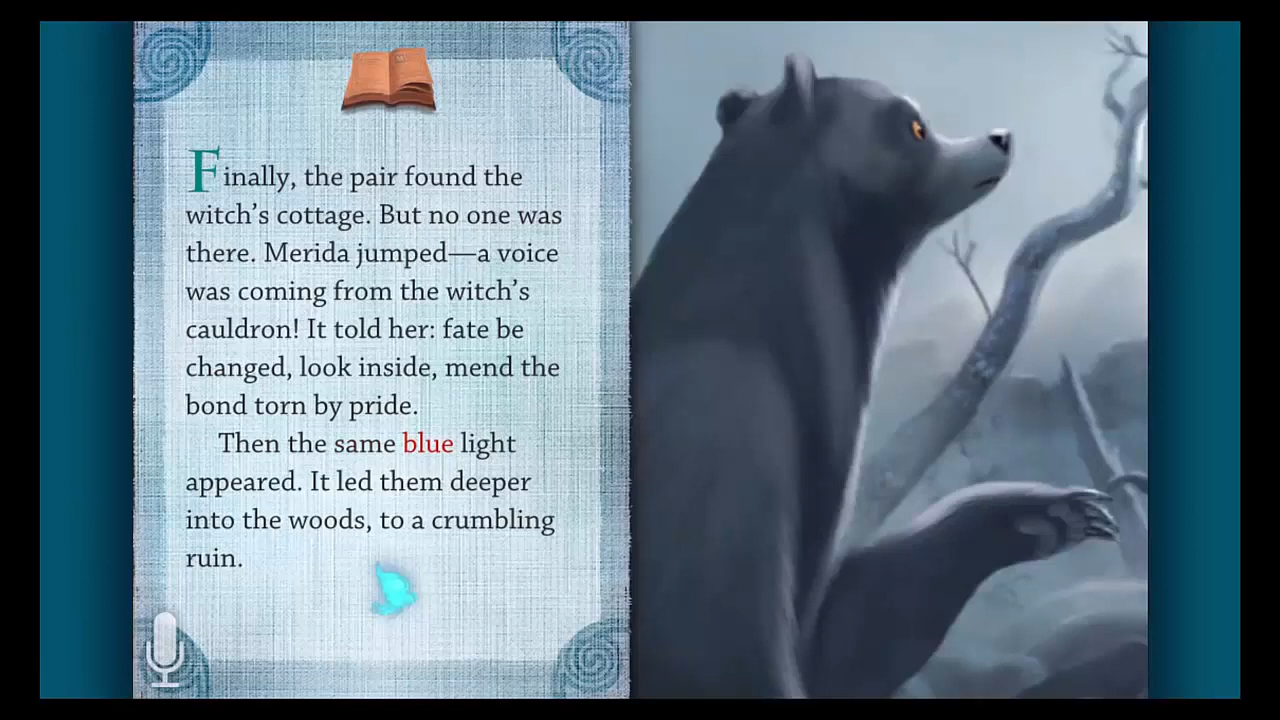 Finally, the pair found the
witch’s cottage. But no one was
there. Merida jumped—a voice
was coming from the witch’s
cauldron! It told her: fate be
changed, look inside, mend the
bond torn by pride.
Then the same blue light
appeared. It led them deeper
into the woods, to a crumbling
ruin.